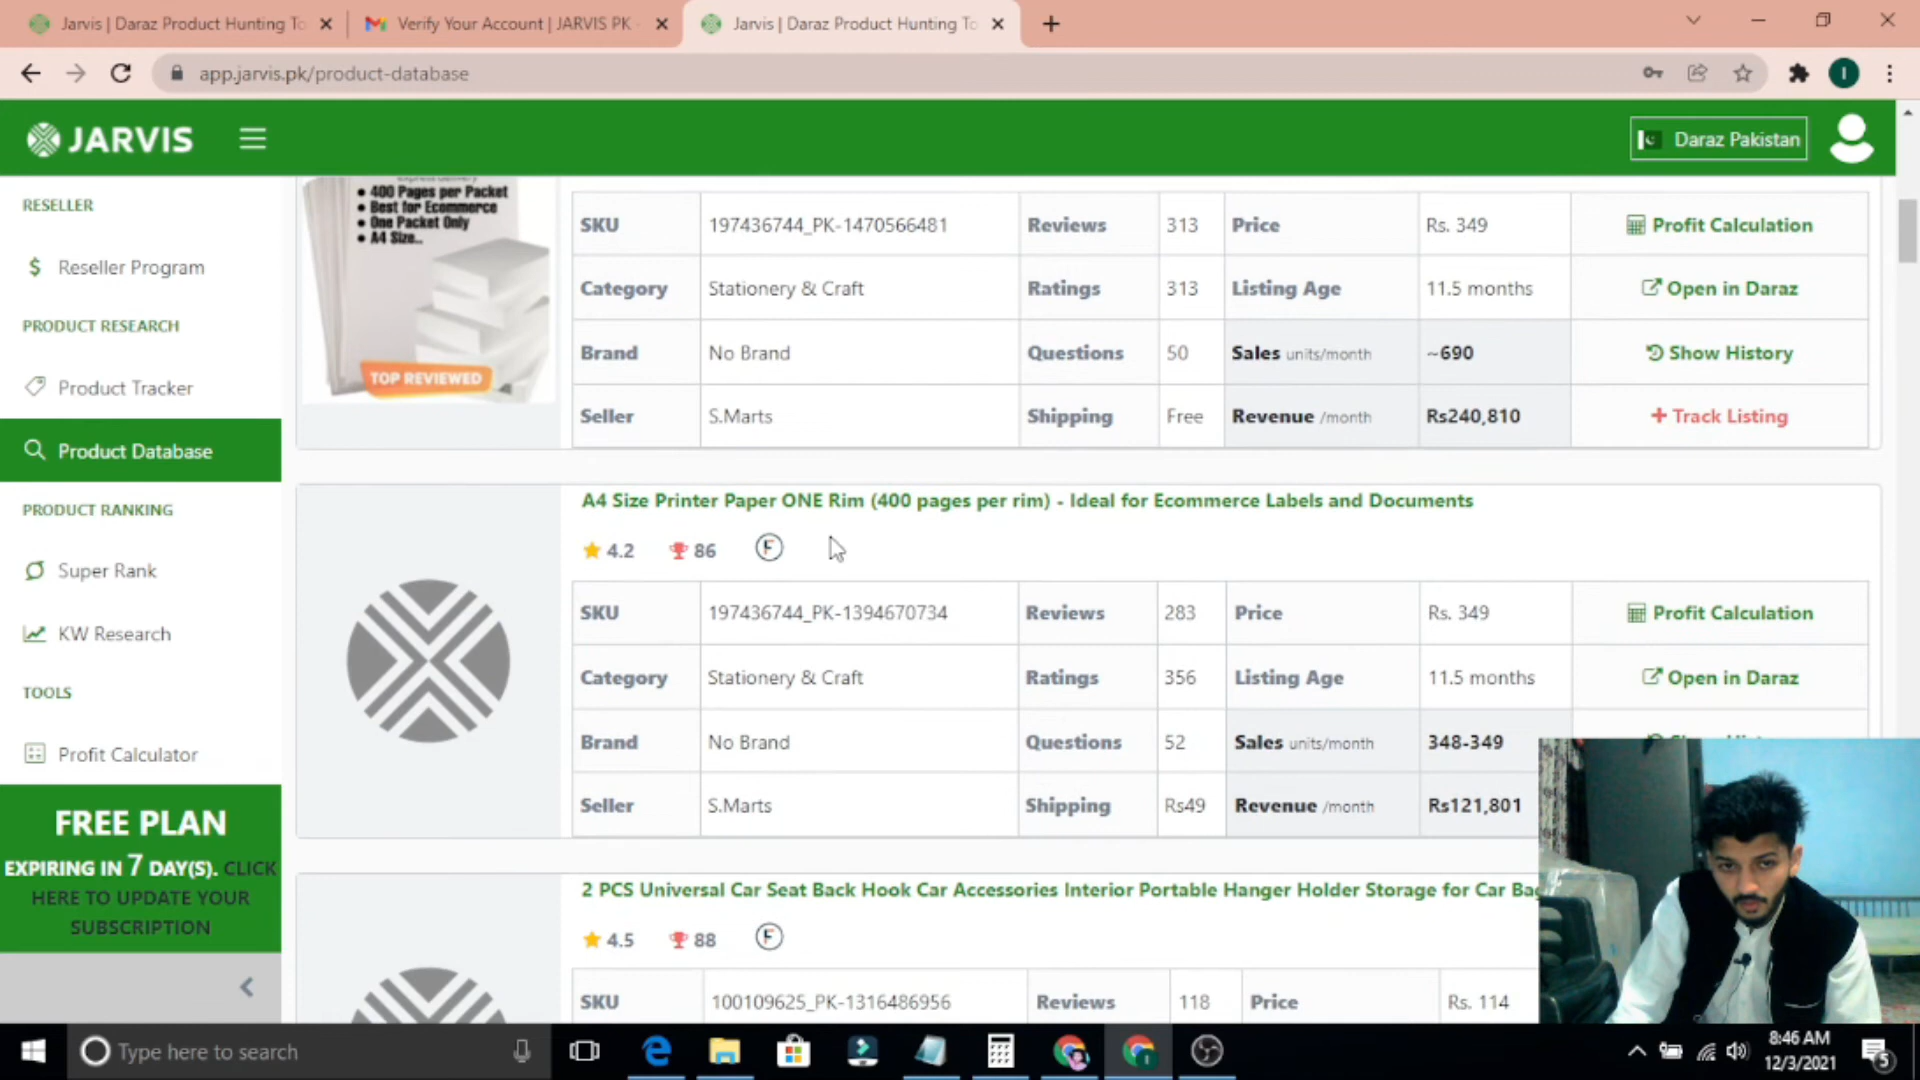 Jarvis | Daraz Product Hunting To
Verify Your Account | JARVIS PK -
Jarvis | Daraz Product Hunting To
app.jarvis.pk/product-database
I
JARVIS
Daraz Pakistan
RESELLER
Reseller Program
PRODUCT RESEARCH
Product Tracker
Product Database
PRODUCT RANKING
Super Rank
KW Research
TOOLS
Profit Calculator
FREE PLAN
EXPIRING IN 7 DAY(S). CLICK
HERE TO UPDATE YOUR
SUBSCRIPTION
• 400 Pages per Packet
• Best for Ecommerce
• One Packet Only
• A4 Size..
TOP REVIEWED
SKU 197436744_PK-1470566481 Reviews 313 Price Rs. 349 Profit Calculation
Category Stationery & Craft Ratings 313 Listing Age 11.5 months Open in Daraz
Brand No Brand Questions 50 Sales units/month ~690 Show History
Seller S.Marts Shipping Free Revenue /month Rs240,810 + Track Listing
A4 Size Printer Paper ONE Rim (400 pages per rim) - Ideal for Ecommerce Labels and Documents
4.2 86 F
SKU 197436744_PK-1394670734 Reviews 283 Price Rs. 349 Profit Calculation
Category Stationery & Craft Ratings 356 Listing Age 11.5 months Open in Daraz
Brand No Brand Questions 52 Sales units/month 348-349
Seller S.Marts Shipping Rs49 Revenue /month Rs121,801
2 PCS Universal Car Seat Back Hook Car Accessories Interior Portable Hanger Holder Storage for Car Bag
4.5 88 F
SKU 100109625_PK-1316486956 Reviews 118 Price Rs. 114
Type here to search
8:46 AM
12/3/2021
5